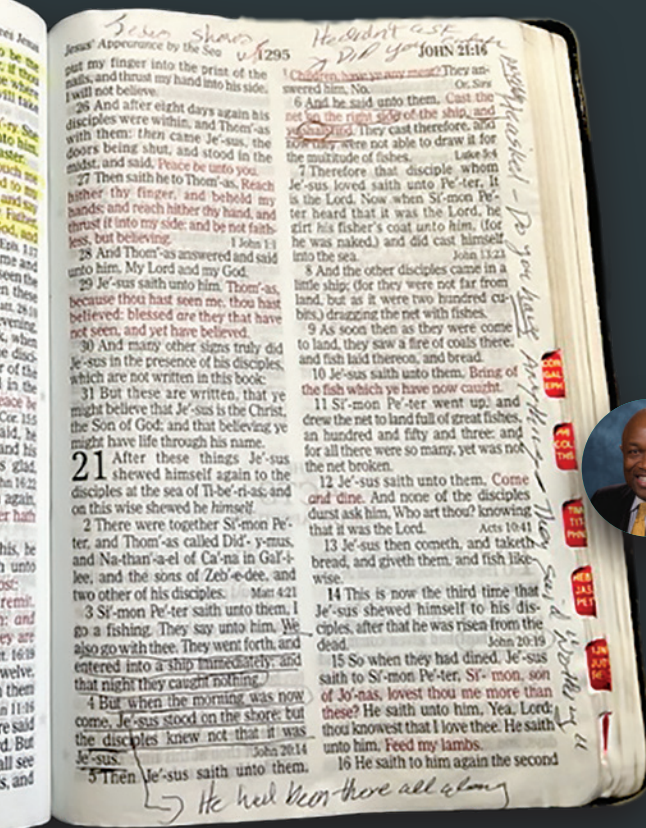 Jesus shows
He didn't ask
Did you
Jesus' Appearance by the Sea
1295
JOHN 21:16
put my finger into the print of the
nails, and thrust my hand into his side,
I will not believe.
26 And after eight days again his
disciples were within, and Thom'-as
with them: then came Je'-sus, the
doors being shut, and stood in the
midst, and said, Peace be unto you.
27 Then saith he to Thom'-as, Reach
hither thy finger, and behold my
hands; and reach hither thy hand, and
thrust it into my side: and be not faith-
less, but believing.
1 John 1:1
28 And Thom'-as answered and said
unto him, My Lord and my God.
29 Je'-sus saith unto him, Thom'-as,
because thou hast seen me, thou hast
believed: blessed are they that have
not seen, and yet have believed.
30 And many other signs truly did
Je'-sus in the presence of his disciples,
which are not written in this book:
31 But these are written, that ye
might believe that Je'-sus is the Christ,
the Son of God; and that believing ye
might have life through his name.
21 After these things Je'-sus
shewed himself again to the
disciples at the sea of Ti-be'-ri-as; and
on this wise shewed he himself.
2 There were together Si'-mon Pe'-
ter, and Thom'-as called Did'- y-mus,
and Na-than'-a-el of Ca'-na in Gal'-i-
lee, and the sons of Zeb'-e-dee, and
two other of his disciples.
Matt 4:21
3 Si'-mon Pe'-ter saith unto them, I
go a fishing. They say unto him, We
also go with thee. They went forth, and
entered into a ship immediately; and
that night they caught nothing.
4 But when the morning was now
come, Je'-sus stood on the shore: but
the disciples knew not that it was
Je'-sus.
John 20:14
5 Then Je'-sus saith unto them,
He had been there all along
Children, have ye any meat? They an-
swered him, No.
6 And he said unto them, Cast the
net on the right side of the ship, and
ye shall find. They cast therefore, and
now they were not able to draw it for
the multitude of fishes.
Luke 5:4
7 Therefore that disciple whom
Je'-sus loved saith unto Pe'-ter, It
is the Lord. Now when Si'-mon Pe'-
ter heard that it was the Lord, he
girt his fisher's coat unto him, (for
he was naked,) and did cast himself
into the sea.
John 13:23
8 And the other disciples came in a
little ship; (for they were not far from
land, but as it were two hundred cu-
bits,) dragging the net with fishes.
9 As soon then as they were come
to land, they saw a fire of coals there,
and fish laid thereon, and bread.
10 Je'-sus saith unto them, Bring of
the fish which ye have now caught.
11 Si'-mon Pe'-ter went up, and
drew the net to land full of great fishes,
an hundred and fifty and three: and
for all there were so many, yet was not
the net broken.
12 Je'-sus saith unto them, Come
and dine. And none of the disciples
durst ask him, Who art thou? knowing
that it was the Lord.
Acts 10:41
13 Je'-sus then cometh, and taketh
bread, and giveth them, and fish like-
wise.
14 This is now the third time that
Je'-sus shewed himself to his dis-
ciples, after that he was risen from the
dead.
John 20:19
15 So when they had dined, Je'-sus
saith to Si'-mon Pe'-ter, Si'- mon, son
of Jo'-nas, lovest thou me more than
these? He saith unto him, Yea, Lord;
thou knowest that I love thee. He saith
unto him, Feed my lambs.
16 He saith to him again the second
He asked - Do you have anything - They said Nothing
GAL
EPH
COL
TIT